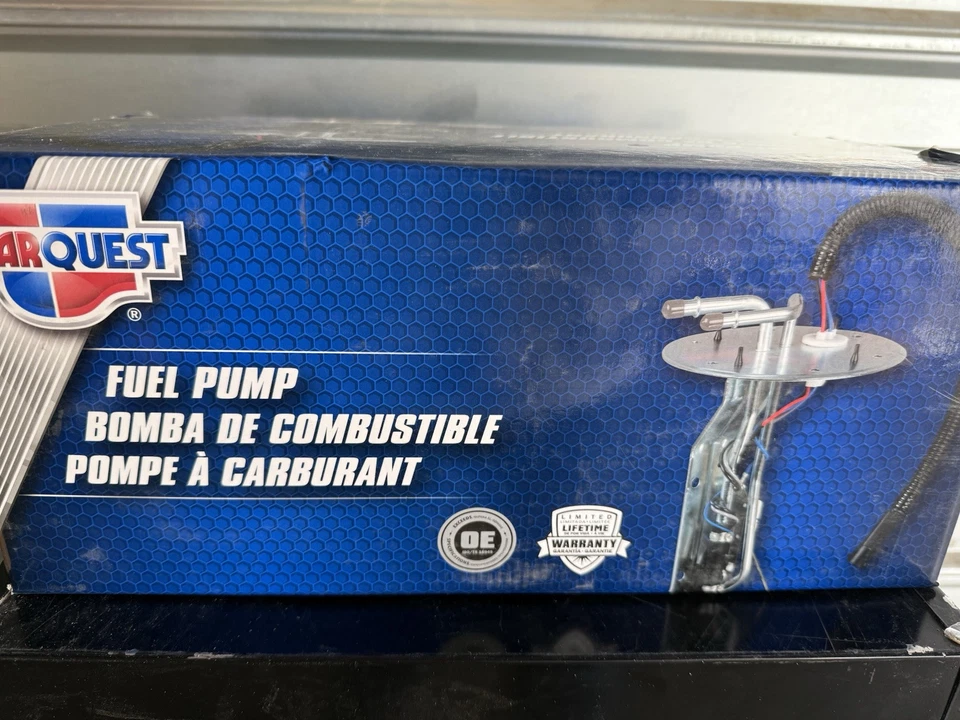 ARQUEST
®
FUEL PUMP
BOMBA DE COMBUSTIBLE
POMPE À CARBURANT
OE
LIMITED
LIFETIME
WARRANTY
GARANTÍA · GARANTIE